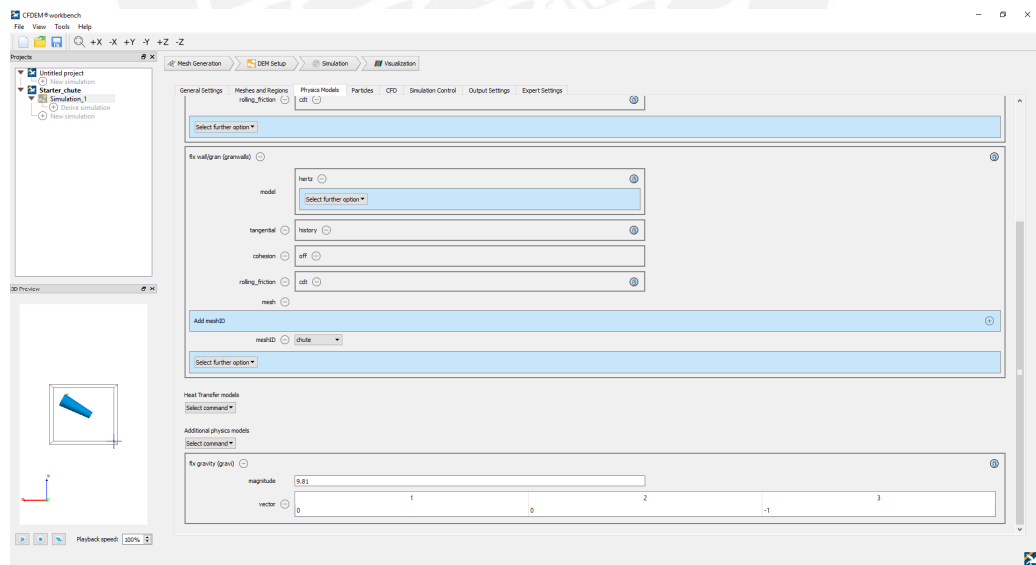 CFDEM®workbench
File View Tools Help
+X -X +Y -Y +Z -Z
Projects
Untitled project
New simulation
Starter_chute
Simulation_1
Derive simulation
New simulation
3D Preview
Playback speed: 100%
Mesh Generation DEM Setup Simulation Visualization
General Settings Meshes and Regions Physics Models Particles CFD Simulation Control Output Settings Expert Settings
rolling_friction cdt
Select further option
fix wall/gran (granwalls)
model hertz
Select further option
tangential history
cohesion off
rolling_friction cdt
mesh
Add meshID
meshID chute
Select further option
Heat Transfer models
Select command
Additional physics models
Select command
fix gravity (gravi)
magnitude 9.81
1 2 3
vector 0 0 -1